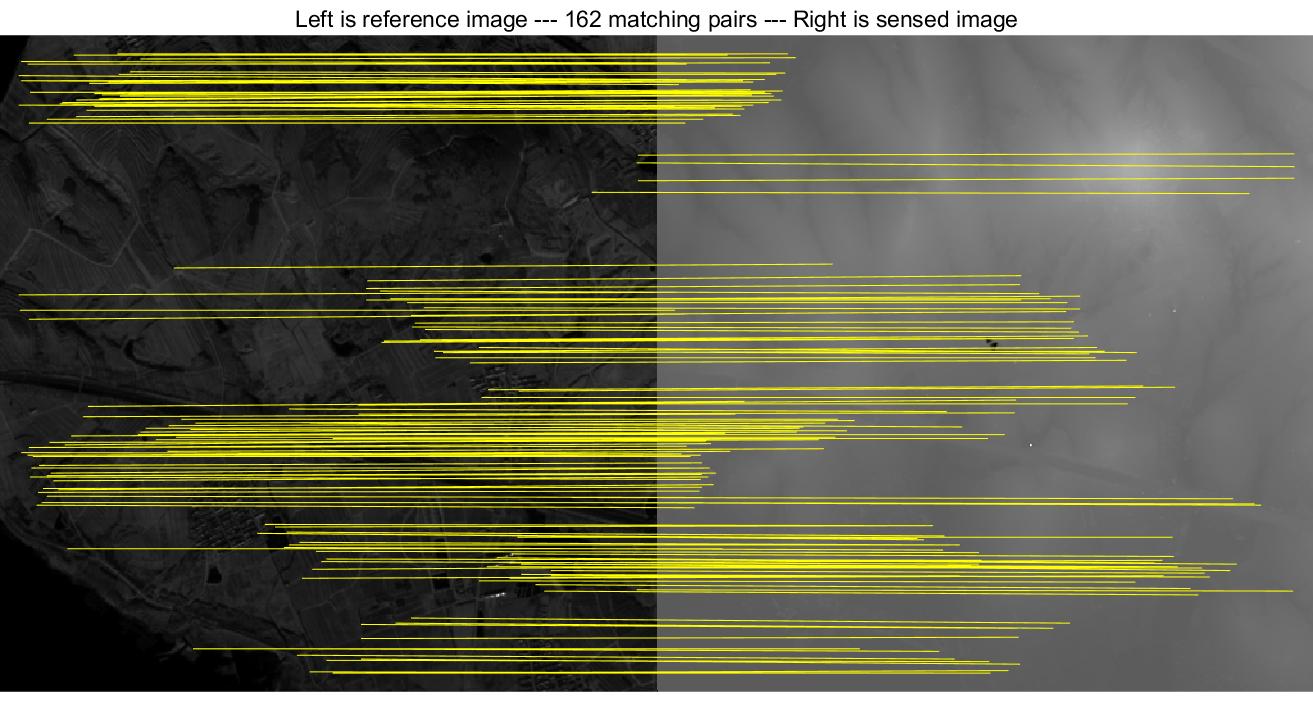 Left is reference image --- 162 matching pairs --- Right is sensed image